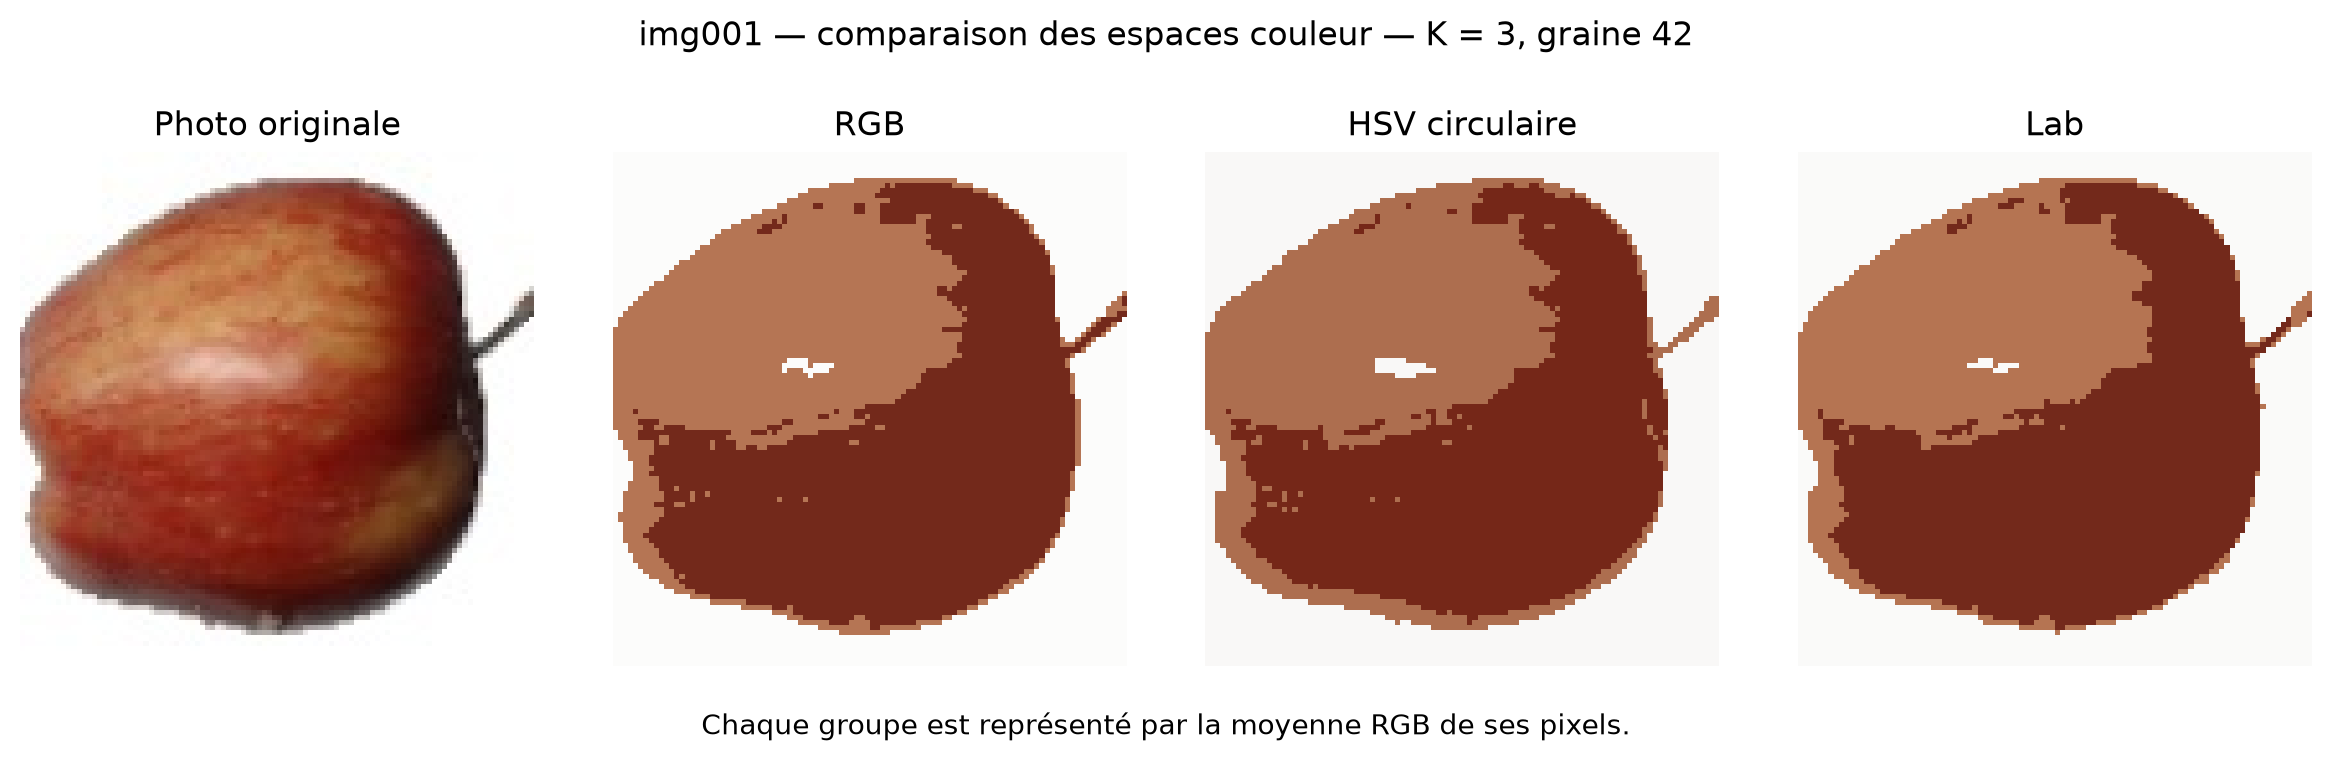 img001 — comparaison des espaces couleur — K = 3, graine 42
Photo originale
RGB
HSV circulaire
Lab
Chaque groupe est représenté par la moyenne RGB de ses pixels.